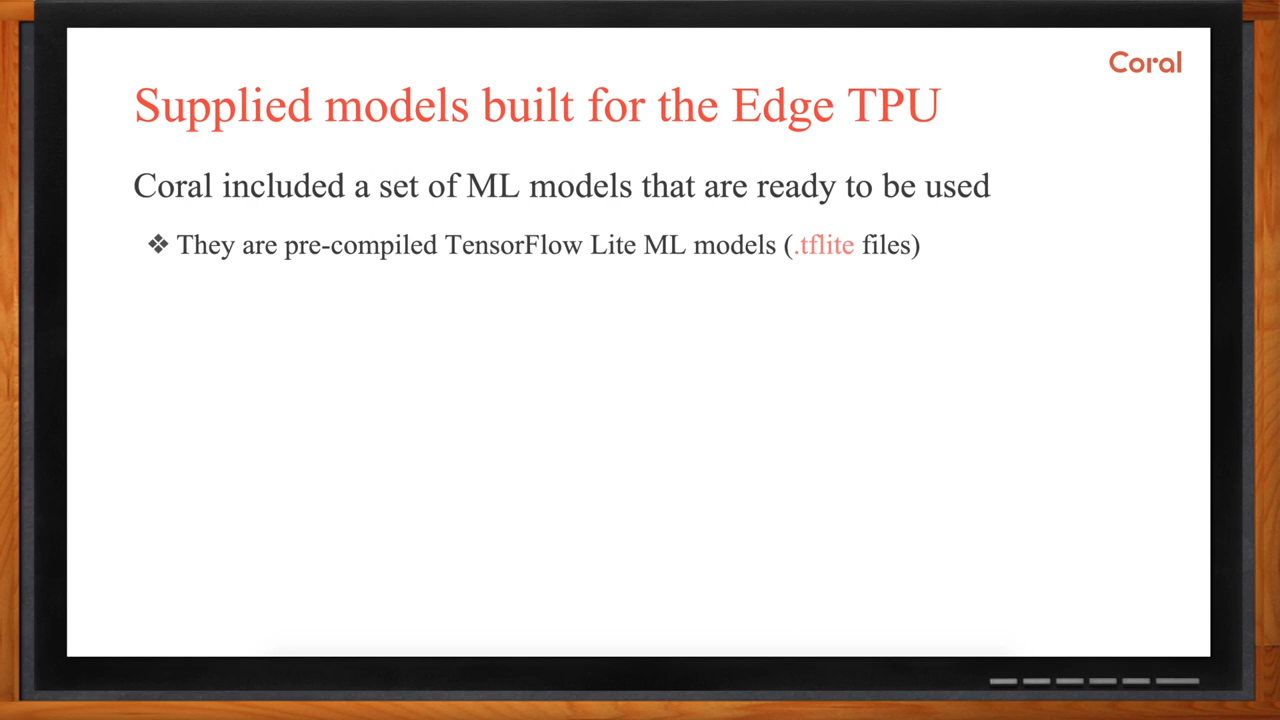 Coral
Supplied models built for the Edge TPU
Coral included a set of ML models that are ready to be used
❖ They are pre-compiled TensorFlow Lite ML models (.tflite files)